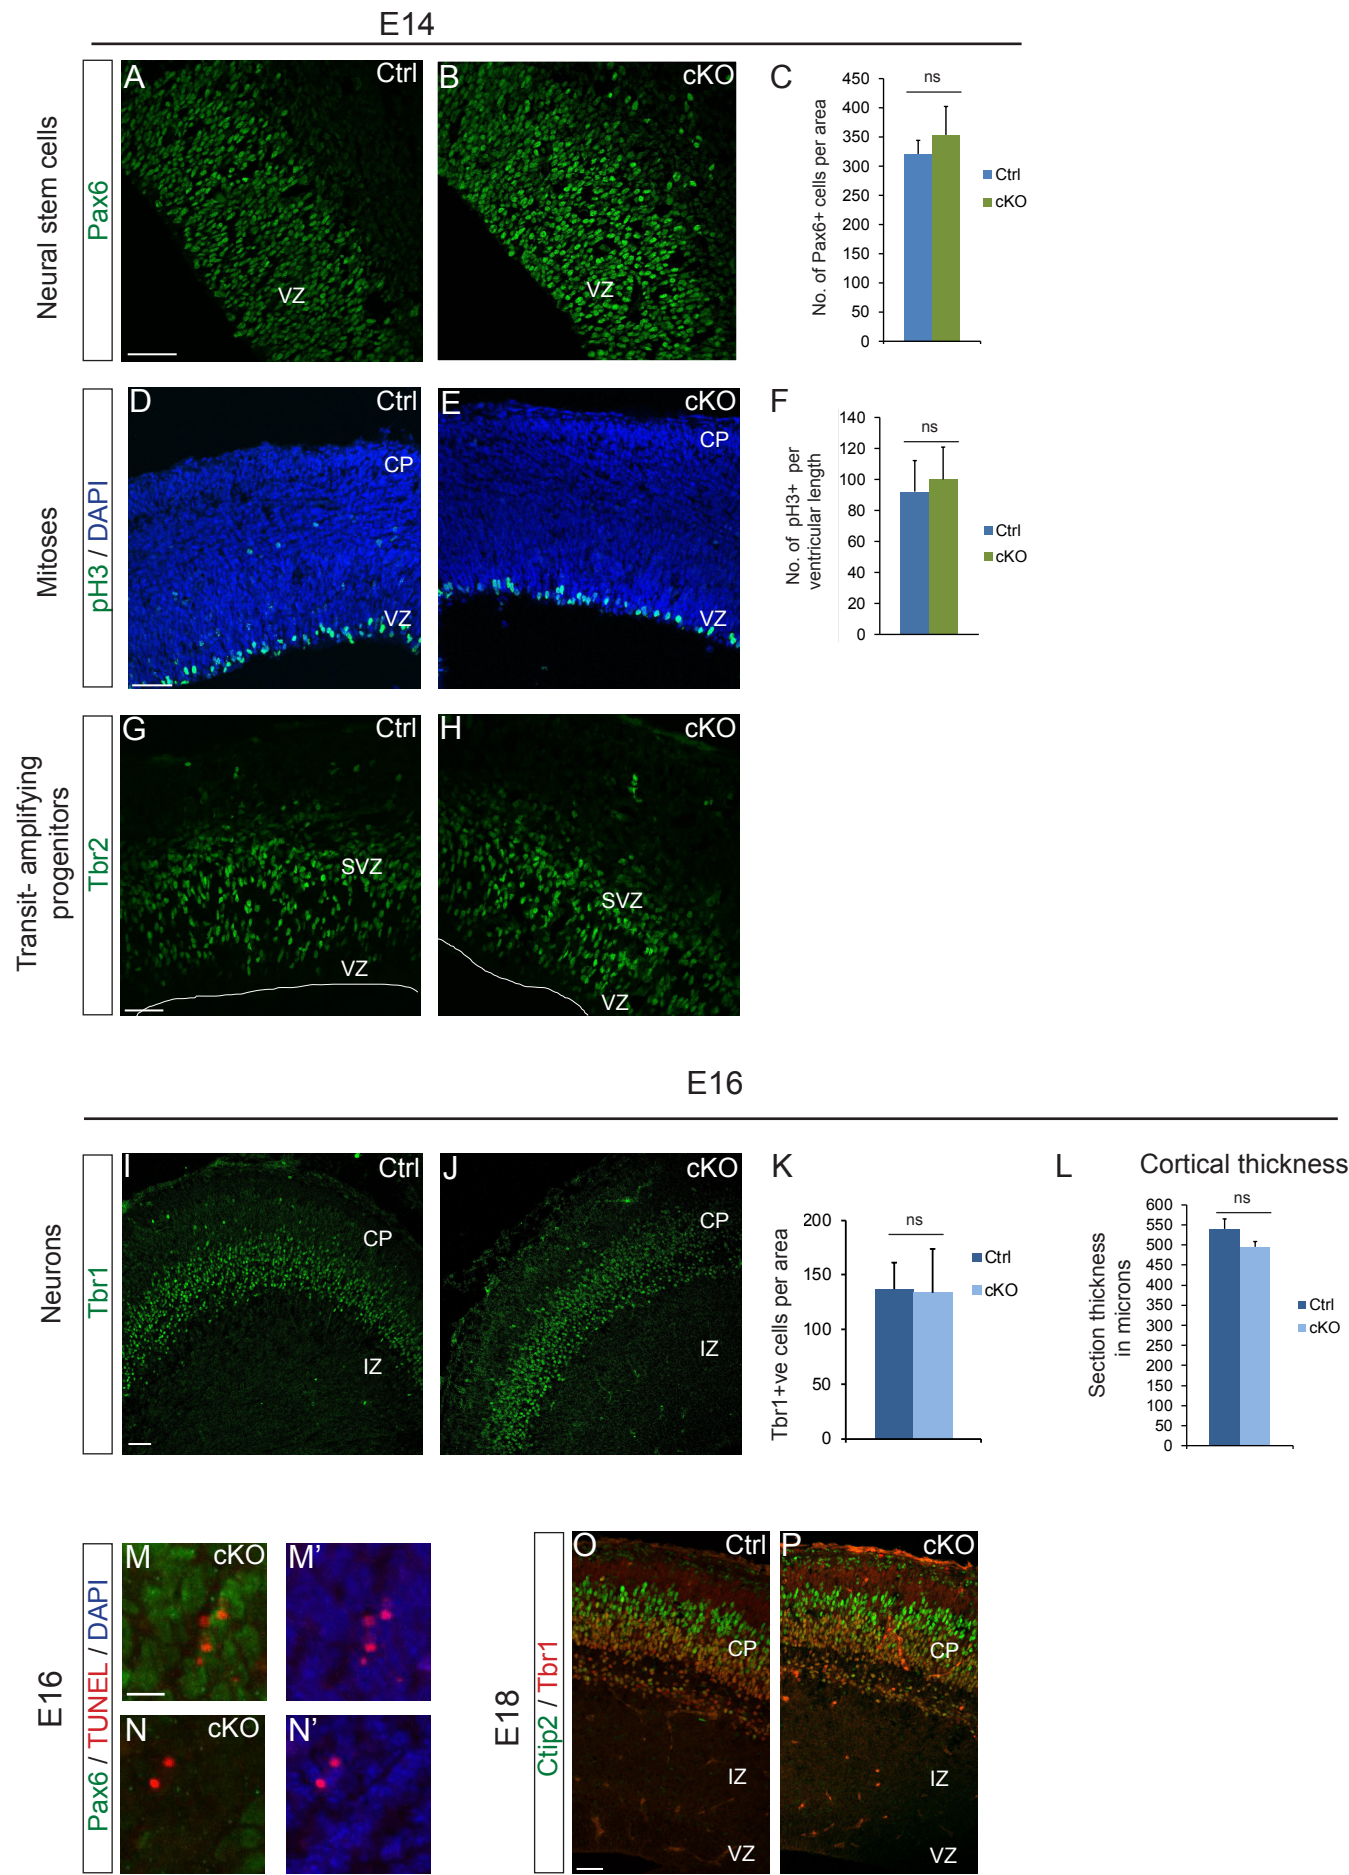 E14
Neural stem cells
Pax6
A
Ctrl
VZ
B
cKO
VZ
C
No. of Pax6+ cells per area
450
400
350
300
250
200
150
100
50
0
ns
Ctrl
cKO
Mitoses
pH3 / DAPI
D
Ctrl
CP
VZ
E
cKO
CP
VZ
F
No. of pH3+ per
ventricular length
140
120
100
80
60
40
20
0
ns
Ctrl
cKO
Transit- amplifying
progenitors
Tbr2
G
Ctrl
SVZ
VZ
H
cKO
SVZ
VZ
E16
Neurons
Tbr1
I
Ctrl
CP
IZ
J
cKO
CP
IZ
K
Tbr1+ve cells per area
200
150
100
50
0
ns
Ctrl
cKO
L
Cortical thickness
Section thickness
in microns
600
550
500
450
400
350
300
250
200
150
100
50
0
ns
Ctrl
cKO
E16
Pax6 / TUNEL / DAPI
M
cKO
M'
N
cKO
N'
E18
Ctip2 / Tbr1
O
Ctrl
CP
IZ
VZ
P
cKO
CP
IZ
VZ